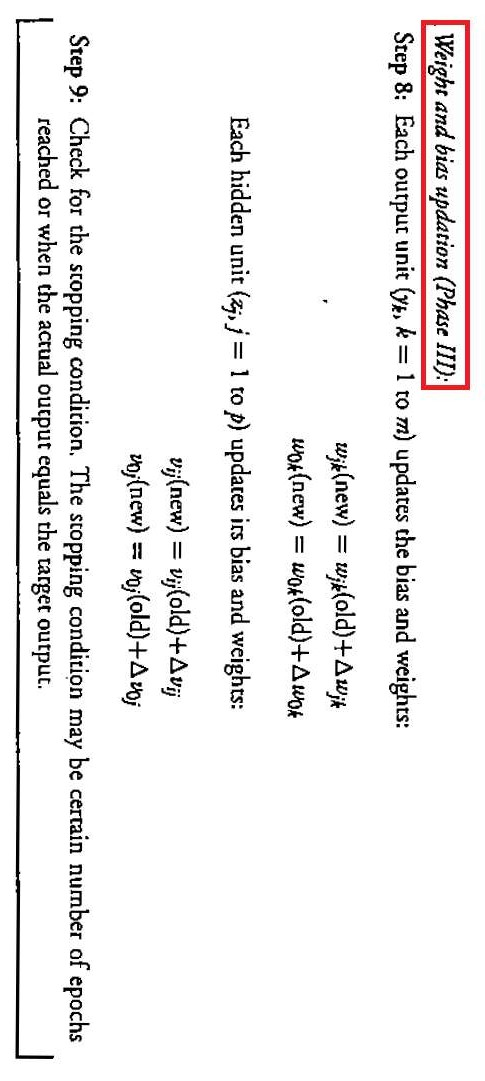 Weight and bias updation (Phase III):
Step 8: Each output unit (yk, k = 1 to m) updates the bias and weights:
wjk(new) = wjk(old)+Δwjk
w0k(new) = w0k(old)+Δw0k
Each hidden unit (zj, j = 1 to p) updates its bias and weights:
vij(new) = vij(old)+Δvij
v0j(new) = v0j(old)+Δv0j
Step 9: Check for the stopping condition. The stopping condition may be certain number of epochs
reached or when the actual output equals the target output.